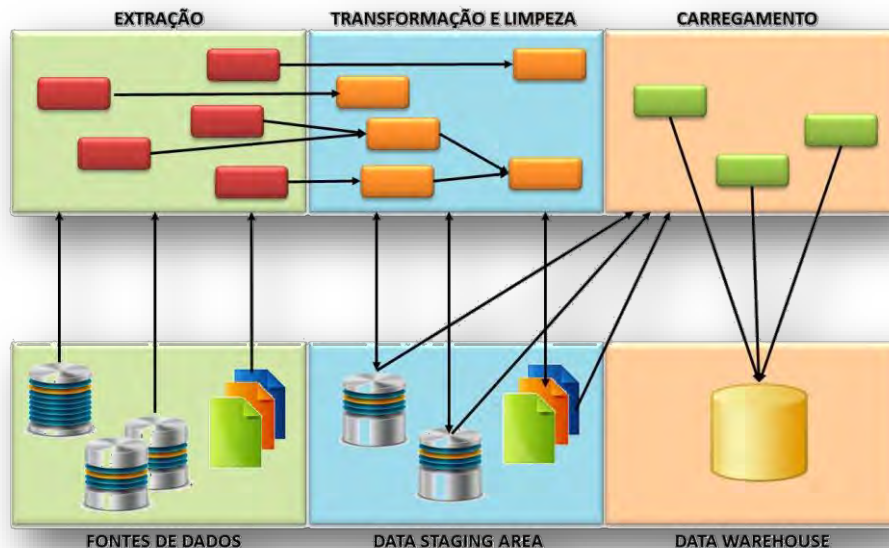 EXTRAÇÃO
TRANSFORMAÇÃO E LIMPEZA
CARREGAMENTO
FONTES DE DADOS
DATA STAGING AREA
DATA WAREHOUSE